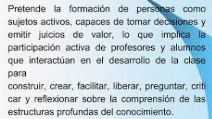 Pretende la formación de personas como
sujetos activos, capaces de tomar decisiones y
emitir juicios de valor, lo que implica la
participación activa de profesores y alumnos
que interactúan en el desarrollo de la clase
para
construir, crear, facilitar, liberar, preguntar, criti
car y reflexionar sobre la comprensión de las
estructuras profundas del conocimiento.